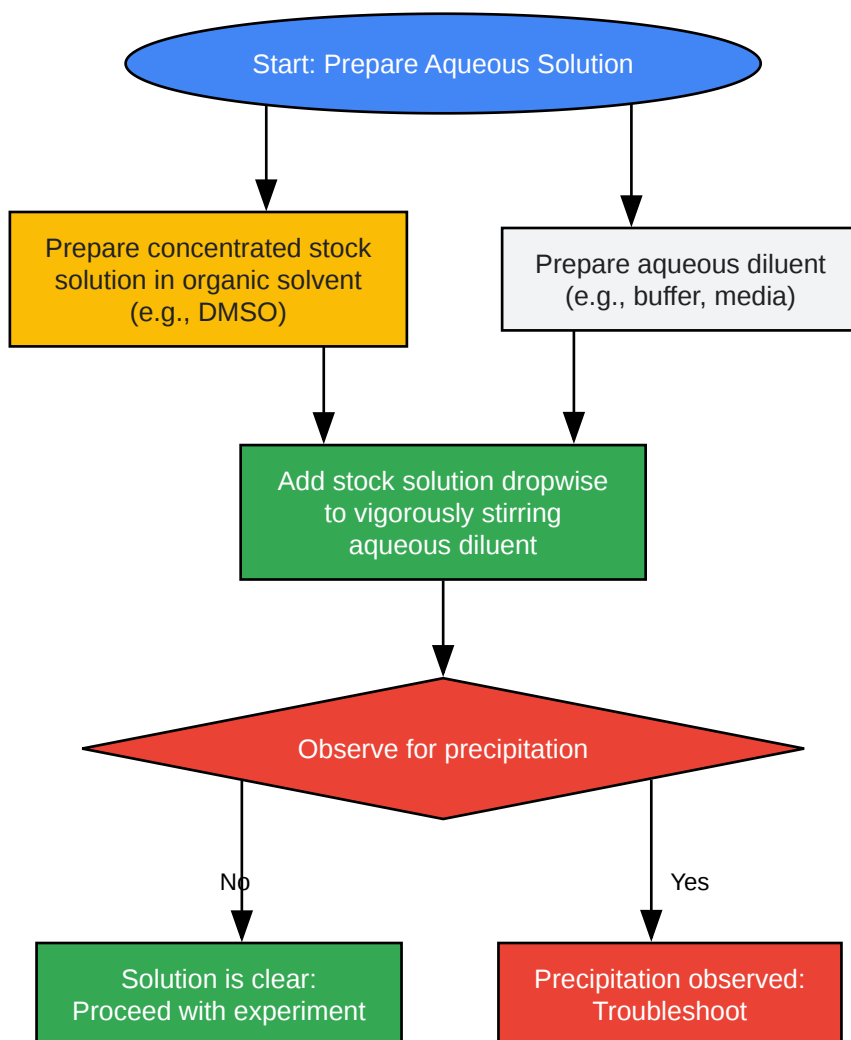 Start: Prepare Aqueous Solution
Prepare concentrated stock
solution in organic solvent
(e.g., DMSO)
Prepare aqueous diluent
(e.g., buffer, media)
Add stock solution dropwise
to vigorously stirring
aqueous diluent
Observe for precipitation
No
Yes
Solution is clear:
Proceed with experiment
Precipitation observed:
Troubleshoot